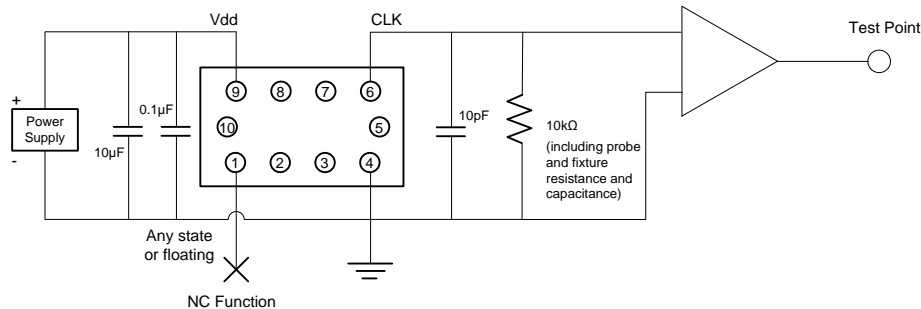 Vdd
CLK
Test Point
9
8
7
6
+
Power
Supply
-
10µF
0.1µF
10
5
10pF
10kΩ
(including probe
and fixture
resistance and
capacitance)
1
2
3
4
Any state
or floating
NC Function